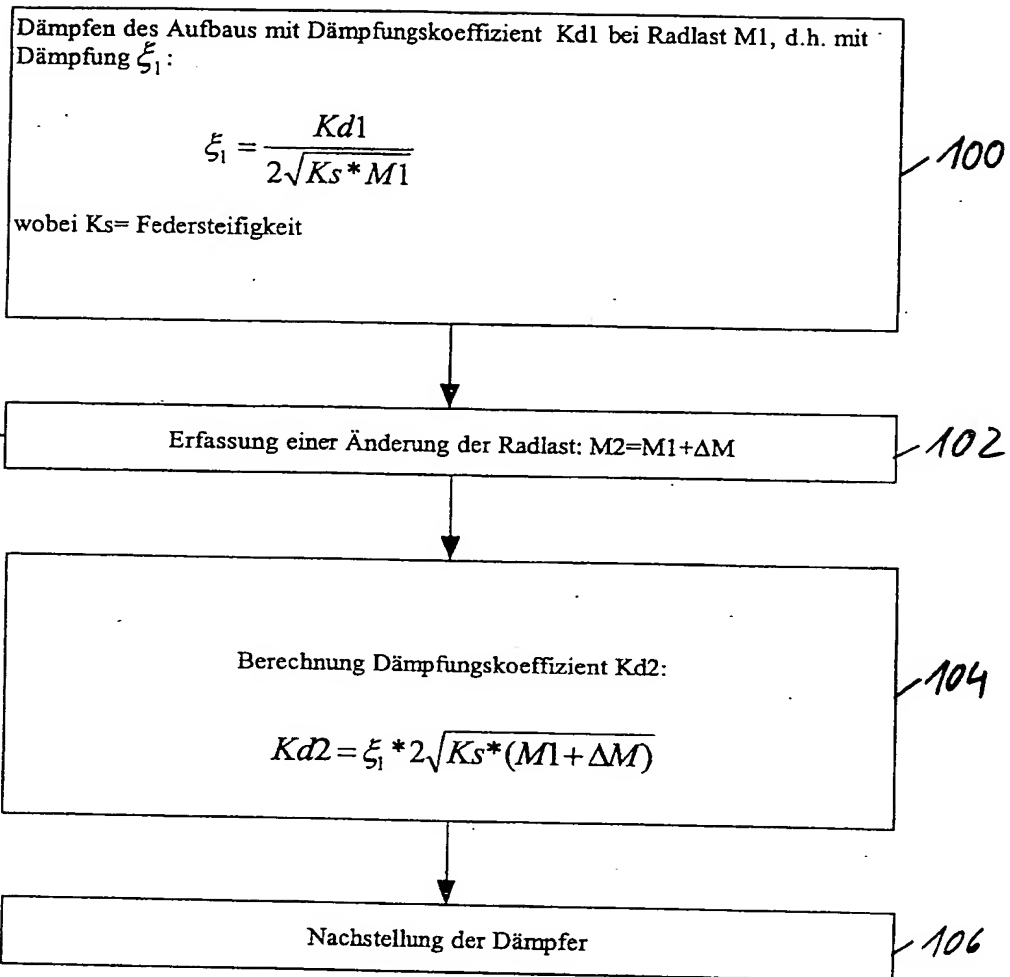 Dämpfen des Aufbaus mit Dämpfungskoeffizient Kd1 bei Radlast M1, d.h. mit
Dämpfung ξ₁:
ξ₁ = Kd1 / 2√(Ks * M1)
100
wobei Ks= Federsteifigkeit
Erfassung einer Änderung der Radlast: M2=M1+ΔM
102
Berechnung Dämpfungskoeffizient Kd2:
104
Kd2 = ξ₁ * 2√(Ks*(M1+ΔM))
Nachstellung der Dämpfer
106